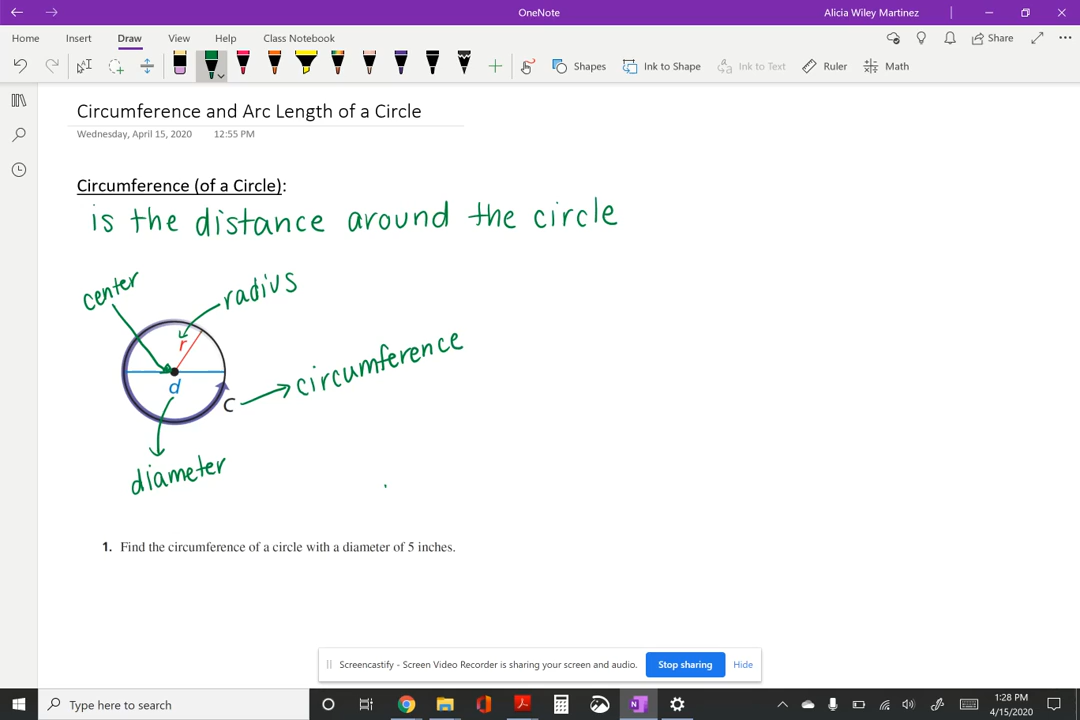 OneNote
Alicia Wiley Martinez
Home Insert Draw View Help Class Notebook
Share
Shapes Ink to Shape Ink to Text Ruler Math
Circumference and Arc Length of a Circle
Wednesday, April 15, 2020 12:55 PM
Circumference (of a Circle):
is the distance around the circle
center
radius
r
circumference
d
C
diameter
1. Find the circumference of a circle with a diameter of 5 inches.
Screencastify - Screen Video Recorder is sharing your screen and audio. Stop sharing Hide
Type here to search
1:28 PM
4/15/2020